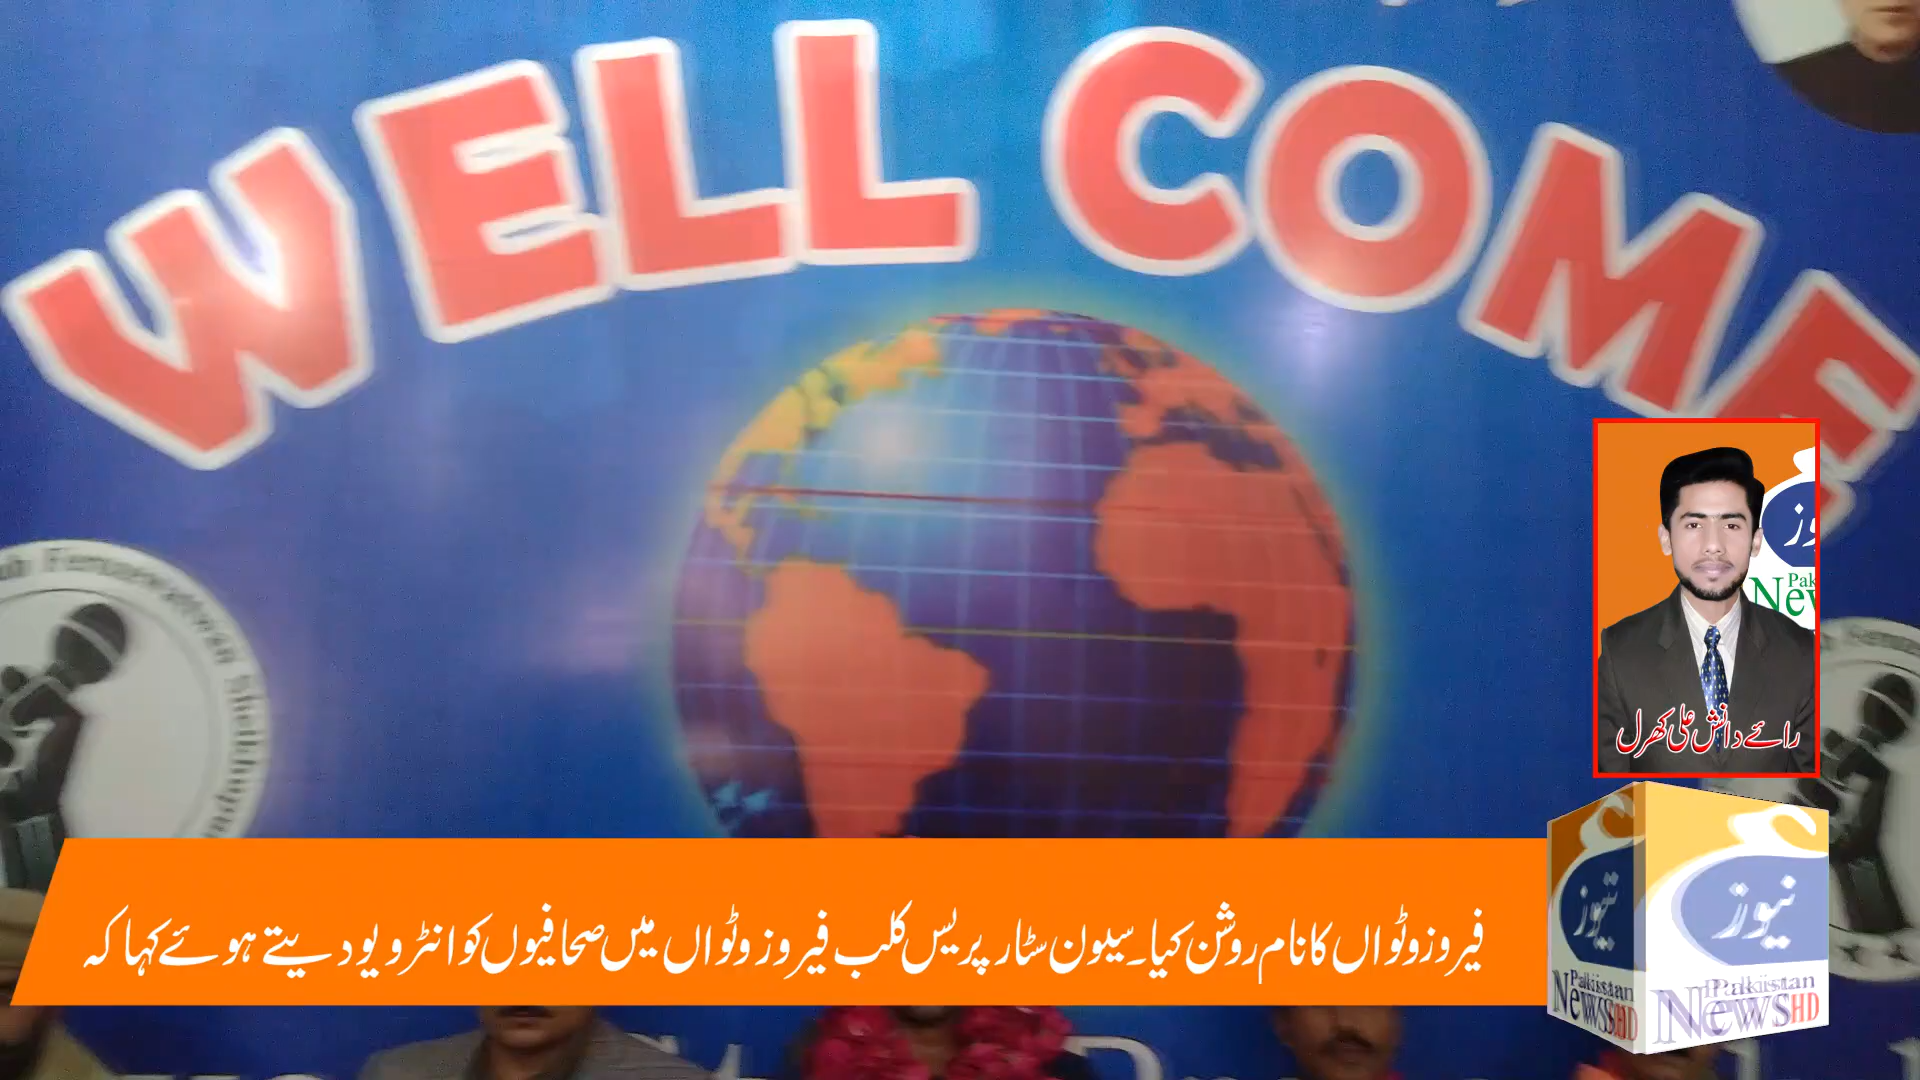 WELL COME
رائے دانش علی کھرل
فیروزوٹواں کا نام روشن کیا۔ سیون سٹار پریس کلب فیروزوٹواں میں صحافیوں کو انٹرویو دیتے ہوئے کہا کہ
نیوز
Pakistan
News HD